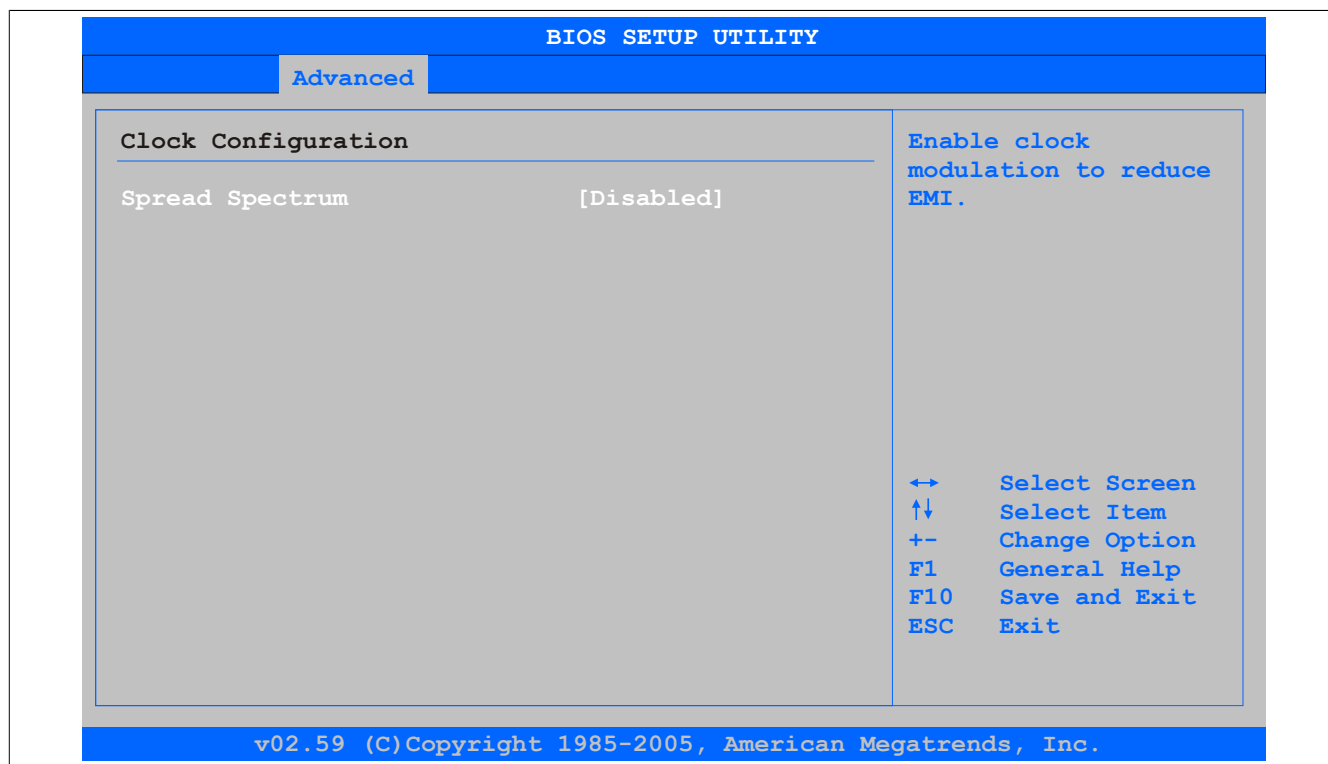 BIOS SETUP UTILITY
Advanced
Clock Configuration
Spread Spectrum [Disabled]
Enable clock
modulation to reduce
EMI.
↔ Select Screen
↑↓ Select Item
+- Change Option
F1 General Help
F10 Save and Exit
ESC Exit
v02.59 (C)Copyright 1985-2005, American Megatrends, Inc.